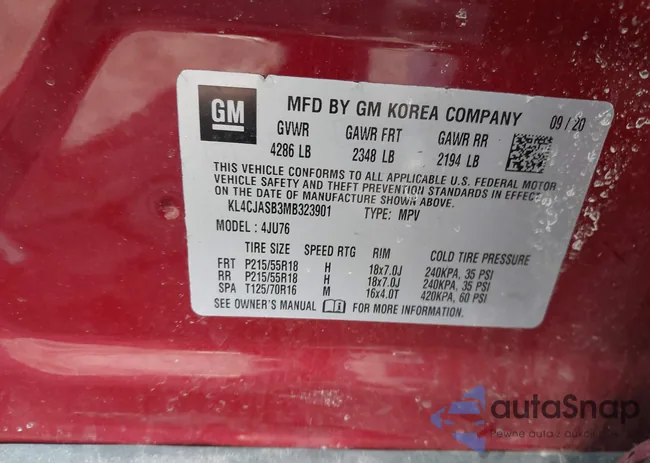 GM
MFD BY GM KOREA COMPANY 09 / 20
GVWR GAWR FRT GAWR RR
4286 LB 2348 LB 2194 LB
THIS VEHICLE CONFORMS TO ALL APPLICABLE U.S. FEDERAL MOTOR
VEHICLE SAFETY AND THEFT PREVENTION STANDARDS IN EFFECT
ON THE DATE OF MANUFACTURE SHOWN ABOVE.
KL4CJASB3MB323901 TYPE: MPV
MODEL : 4JU76
TIRE SIZE SPEED RTG RIM COLD TIRE PRESSURE
FRT P215/55R18 H 18x7.0J 240KPA, 35 PSI
RR P215/55R18 H 18x7.0J 240KPA, 35 PSI
SPA T125/70R16 M 16x4.0T 420KPA, 60 PSI
SEE OWNER'S MANUAL FOR MORE INFORMATION.
autaSnap
Pewne auto z aukcji